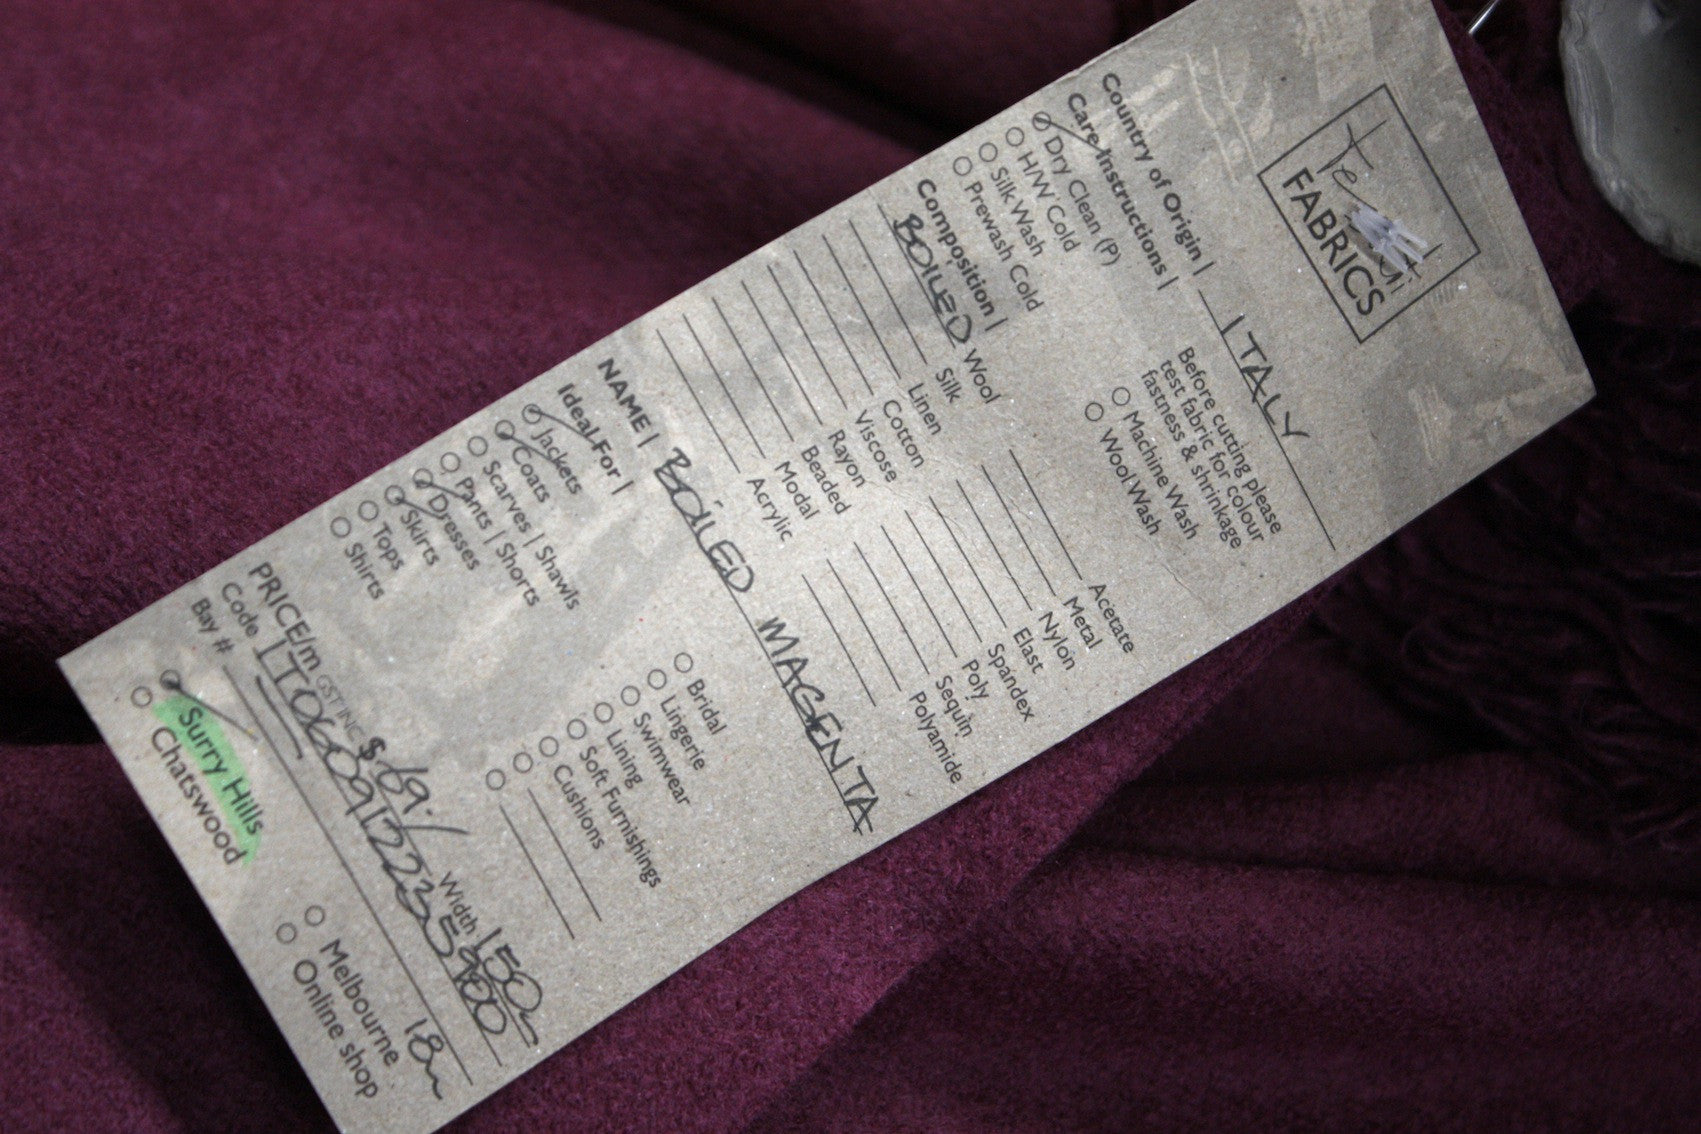 FABRICS
Country of Origin | ITALY
Care Instructions |
Dry Clean (P)
H/W Cold
Silk Wash
Prewash Cold
Before cutting please
test fabric for colour
fastness & shrinkage
Machine Wash
Wool Wash
Composition |
BOILED Wool
Silk
Linen
Cotton
Viscose
Rayon
Beaded
Modal
Acrylic
Acetate
Metal
Nylon
Elast
Spandex
Poly
Sequin
Polyamide
NAME | BOILED MAGENTA
Ideal For |
Jackets
Coats
Scarves | Shawls
Pants | Shorts
Dresses
Skirts
Tops
Shirts
Bridal
Lingerie
Swimwear
Lining
Soft Furnishings
Cushions
PRICE/m GST INC $69./ Width 150
Code
Bay # 18m
Surry Hills
Chatswood
Melbourne
Online shop